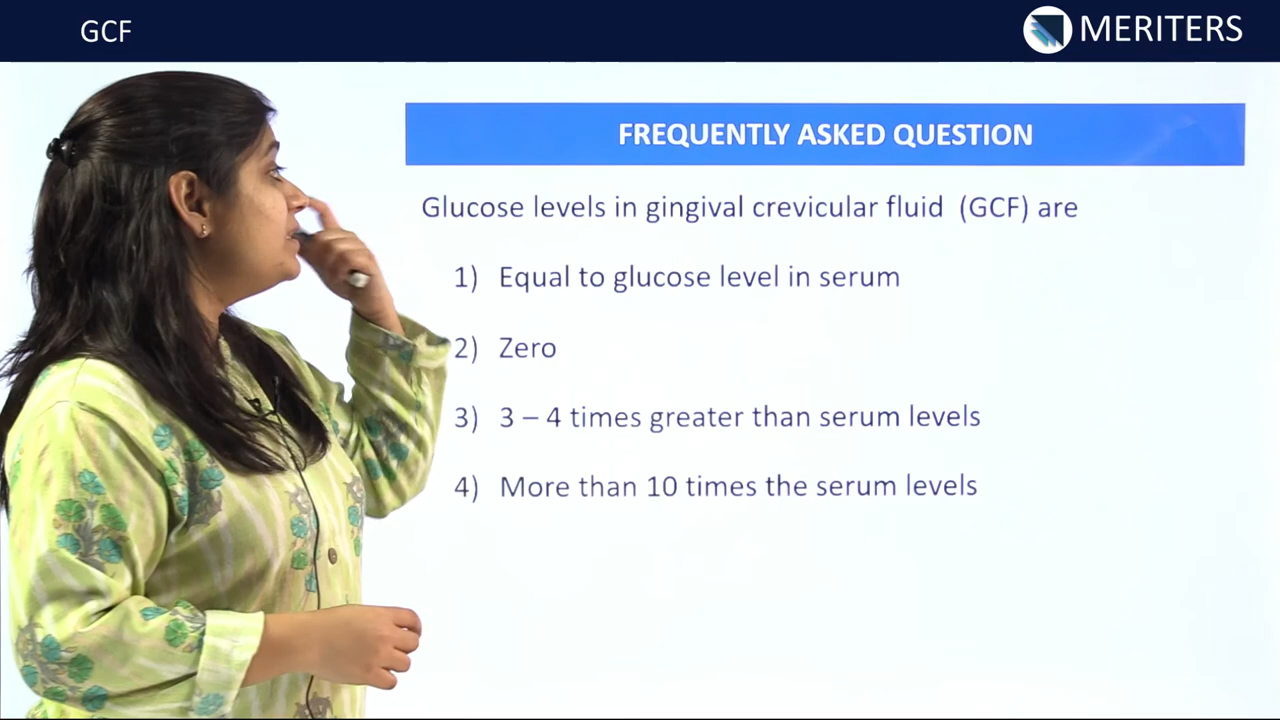 GCF
MERITERS
FREQUENTLY ASKED QUESTION
Glucose levels in gingival crevicular fluid (GCF) are
1) Equal to glucose level in serum
2) Zero
3) 3 – 4 times greater than serum levels
4) More than 10 times the serum levels